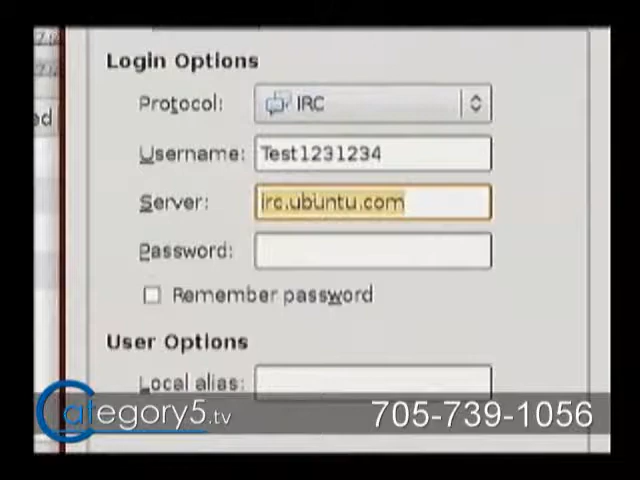 Login Options
Protocol: IRC
Username: Test1231234
Server: irc.ubuntu.com
Password:
Remember password
User Options
Local alias:
Category5.tv 705-739-1056